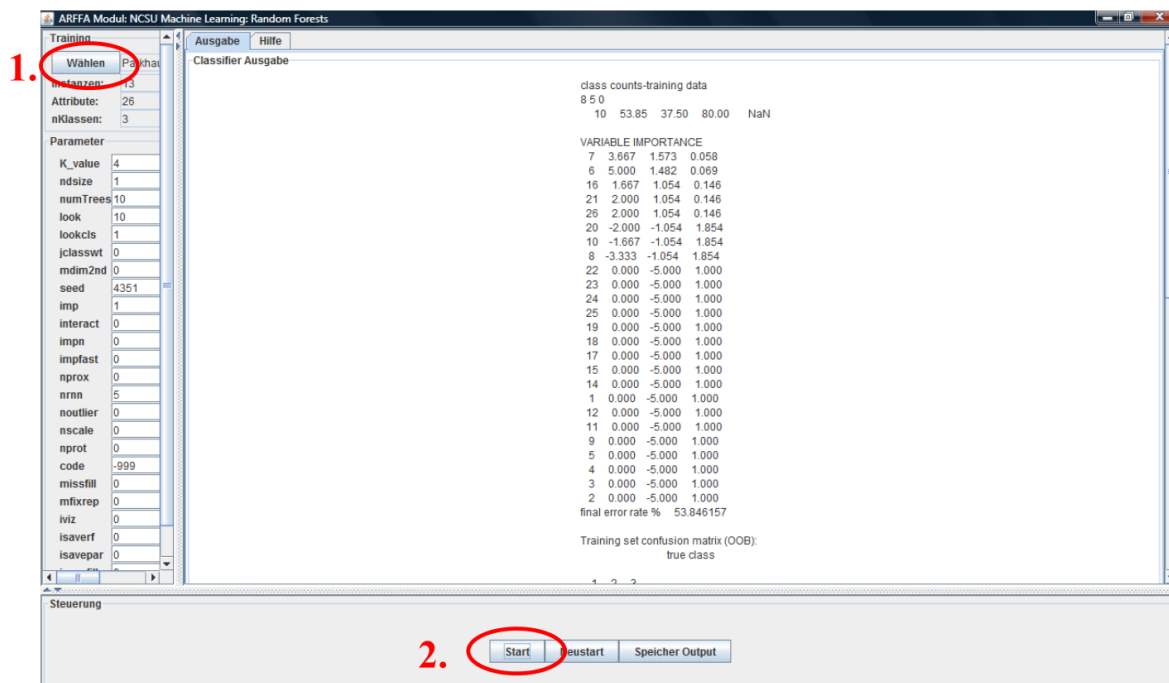 ARFFA Modul: NCSU Machine Learning: Random Forests
Training
1.
Wählen
Instanzen: 13
Attribute: 26
nKlassen: 3
Parameter
K_value 4
ndsize 1
numTrees 10
look 10
lookcls 1
jclasswt 0
mdim2nd 0
seed 4351
imp 1
interact 0
impn 0
impfast 0
nprox 0
nrnn 5
noutlier 0
nscale 0
nprot 0
code -999
missfill 0
mfixrep 0
iviz 0
isaverf 0
isavepar 0
Ausgabe Hilfe
Classifier Ausgabe
class counts-training data
8 5 0
10 53.85 37.50 80.00 NaN
VARIABLE IMPORTANCE
7 3.667 1.573 0.058
6 5.000 1.482 0.069
16 1.667 1.054 0.146
21 2.000 1.054 0.146
26 2.000 1.054 0.146
20 -2.000 -1.054 1.854
10 -1.667 -1.054 1.854
8 -3.333 -1.054 1.854
22 0.000 -5.000 1.000
23 0.000 -5.000 1.000
24 0.000 -5.000 1.000
25 0.000 -5.000 1.000
19 0.000 -5.000 1.000
18 0.000 -5.000 1.000
17 0.000 -5.000 1.000
15 0.000 -5.000 1.000
14 0.000 -5.000 1.000
1 0.000 -5.000 1.000
12 0.000 -5.000 1.000
11 0.000 -5.000 1.000
9 0.000 -5.000 1.000
5 0.000 -5.000 1.000
4 0.000 -5.000 1.000
3 0.000 -5.000 1.000
2 0.000 -5.000 1.000
final error rate % 53.846157
Training set confusion matrix (OOB):
true class
1 2 3
Steuerung
2.
Start Neustart Speicher Output